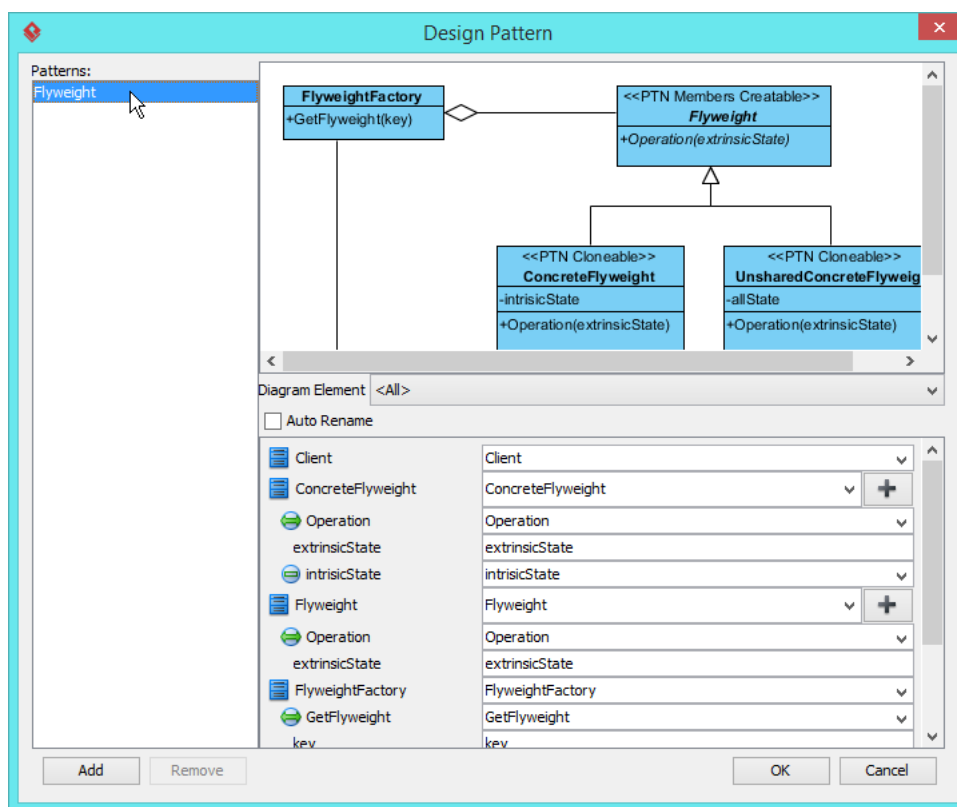 Design Pattern
Patterns:
Flyweight
FlyweightFactory
+GetFlyweight(key)
<<PTN Members Creatable>>
Flyweight
+Operation(extrinsicState)
<<PTN Cloneable>>
ConcreteFlyweight
-intrisicState
+Operation(extrinsicState)
<<PTN Cloneable>>
UnsharedConcreteFlyweig
-allState
+Operation(extrinsicState)
Diagram Element <All>
Auto Rename
Client Client
ConcreteFlyweight ConcreteFlyweight
Operation Operation
extrinsicState extrinsicState
intrisicState intrisicState
Flyweight Flyweight
Operation Operation
extrinsicState extrinsicState
FlyweightFactory FlyweightFactory
GetFlyweight GetFlyweight
key key
Add Remove OK Cancel